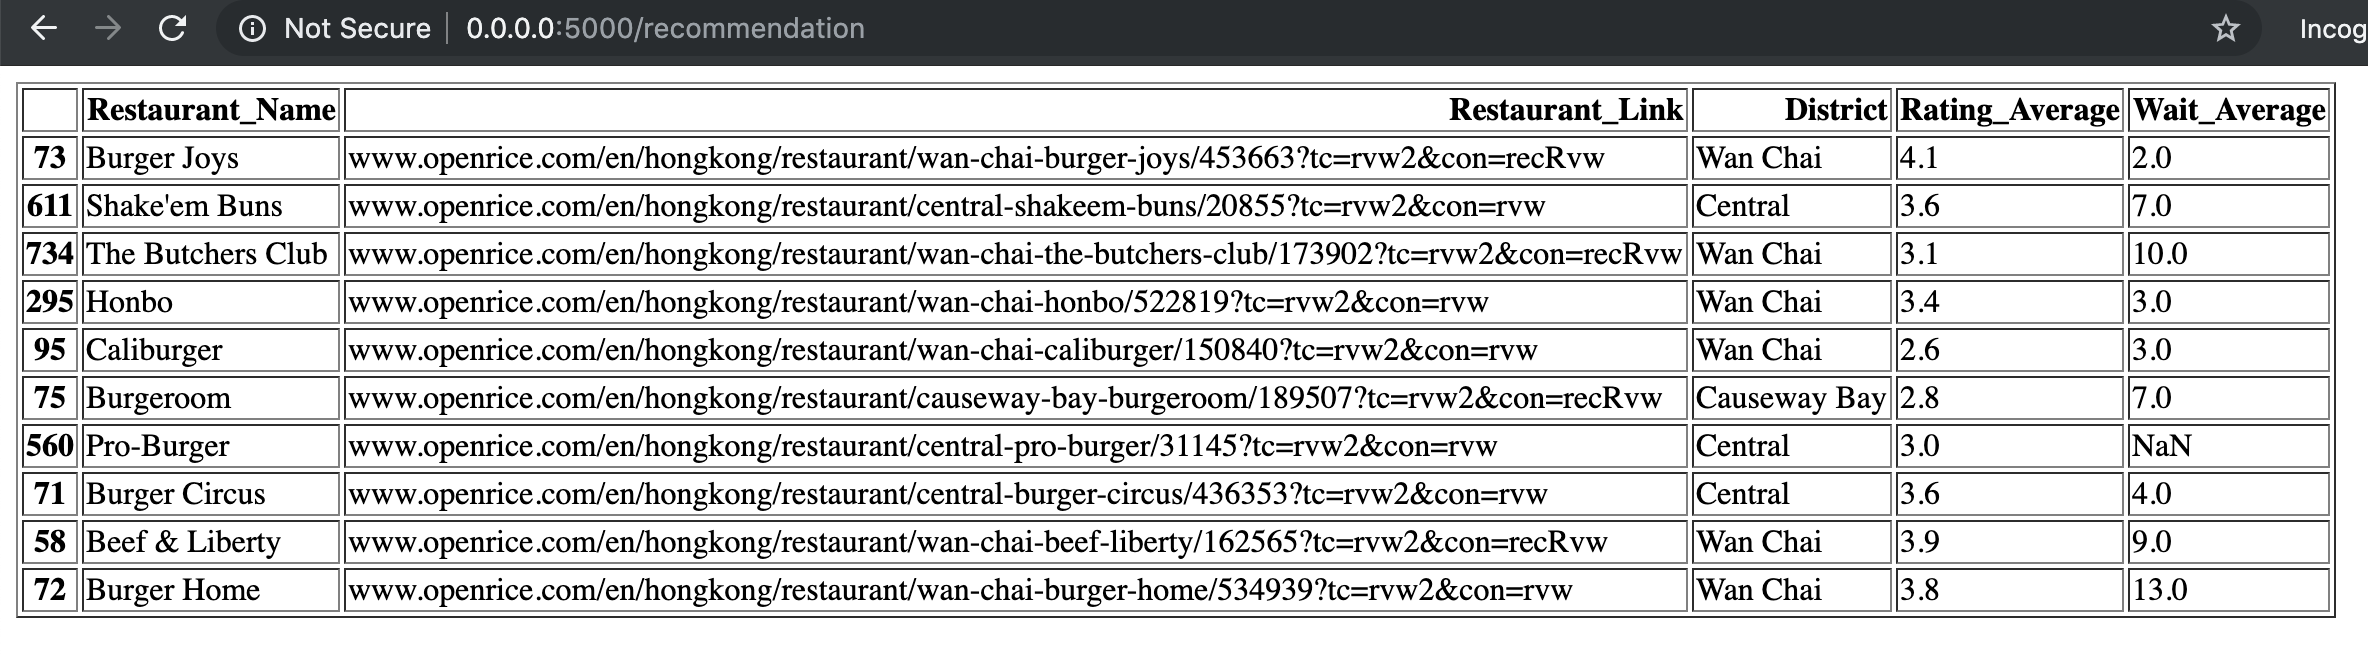 Not Secure | 0.0.0.0:5000/recommendation Incog
Restaurant_Name Restaurant_Link District Rating_Average Wait_Average
73 Burger Joys www.openrice.com/en/hongkong/restaurant/wan-chai-burger-joys/453663?tc=rvw2&con=recRvw Wan Chai 4.1 2.0
611 Shake'em Buns www.openrice.com/en/hongkong/restaurant/central-shakeem-buns/20855?tc=rvw2&con=rvw Central 3.6 7.0
734 The Butchers Club www.openrice.com/en/hongkong/restaurant/wan-chai-the-butchers-club/173902?tc=rvw2&con=recRvw Wan Chai 3.1 10.0
295 Honbo www.openrice.com/en/hongkong/restaurant/wan-chai-honbo/522819?tc=rvw2&con=rvw Wan Chai 3.4 3.0
95 Caliburger www.openrice.com/en/hongkong/restaurant/wan-chai-caliburger/150840?tc=rvw2&con=rvw Wan Chai 2.6 3.0
75 Burgeroom www.openrice.com/en/hongkong/restaurant/causeway-bay-burgeroom/189507?tc=rvw2&con=recRvw Causeway Bay 2.8 7.0
560 Pro-Burger www.openrice.com/en/hongkong/restaurant/central-pro-burger/31145?tc=rvw2&con=rvw Central 3.0 NaN
71 Burger Circus www.openrice.com/en/hongkong/restaurant/central-burger-circus/436353?tc=rvw2&con=rvw Central 3.6 4.0
58 Beef & Liberty www.openrice.com/en/hongkong/restaurant/wan-chai-beef-liberty/162565?tc=rvw2&con=recRvw Wan Chai 3.9 9.0
72 Burger Home www.openrice.com/en/hongkong/restaurant/wan-chai-burger-home/534939?tc=rvw2&con=rvw Wan Chai 3.8 13.0